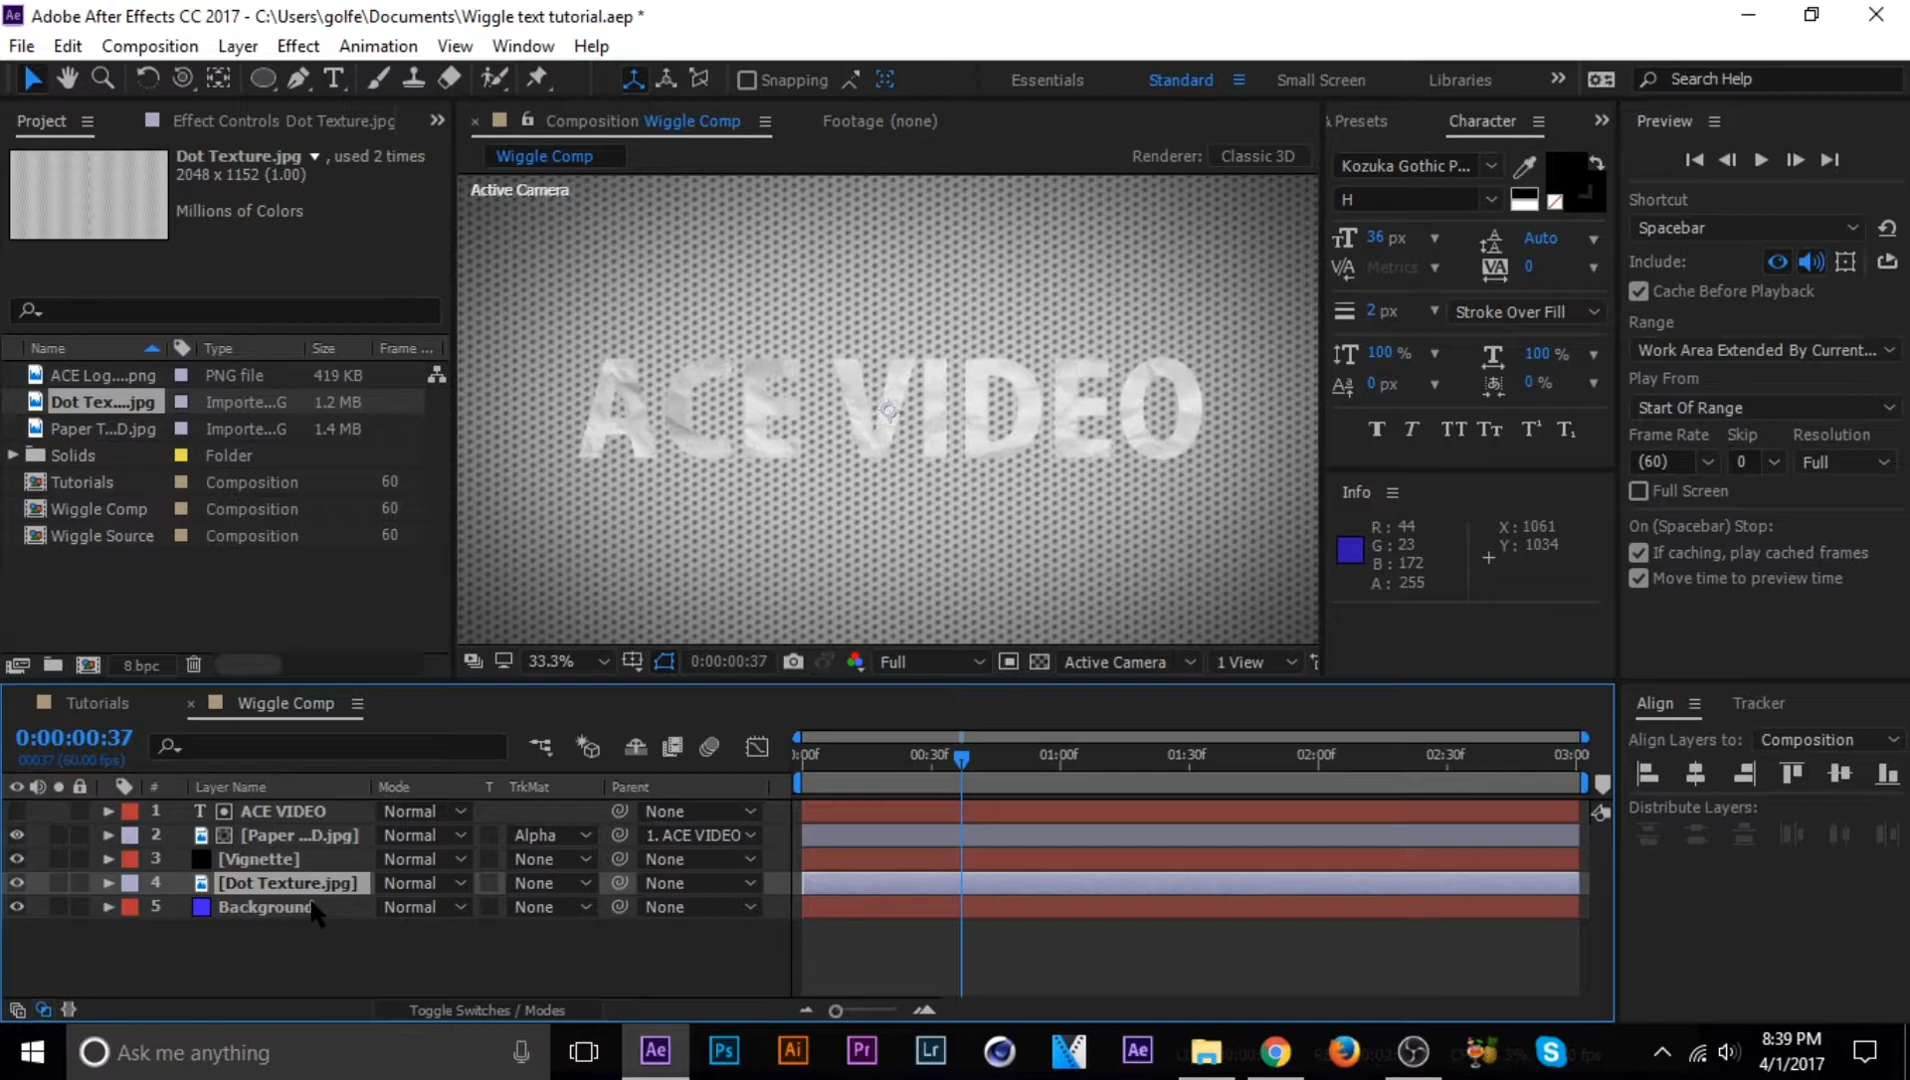 Adobe After Effects CC 2017 - C:\Users\golfe\Documents\Wiggle text tutorial.aep *
File Edit Composition Layer Effect Animation View Window Help
Snapping Essentials Standard Small Screen Libraries Search Help
Project Effect Controls Dot Texture.jpg
Composition Wiggle Comp Footage (none)
& Presets Character
Preview
Dot Texture.jpg , used 2 times
2048 x 1152 (1.00)
Millions of Colors
Wiggle Comp Renderer: Classic 3D
Active Camera
ACE VIDEO
Kozuka Gothic P...
H
36 px Auto
Metrics 0
2 px Stroke Over Fill
100 % 100 %
0 px 0 %
T T TT TT T¹ T₁
Info
R: 44 X: 1061
G: 23 Y: 1034
B: 172
A: 255
Shortcut
Spacebar
Include:
Cache Before Playback
Range
Work Area Extended By Current...
Play From
Start Of Range
Frame Rate Skip Resolution
(60) 0 Full
Full Screen
On (Spacebar) Stop:
If caching, play cached frames
Move time to preview time
Name Type Size Frame ...
ACE Log....png PNG file 419 KB
Dot Tex....jpg Importe...G 1.2 MB
Paper T...D.jpg Importe...G 1.4 MB
Solids Folder
Tutorials Composition 60
Wiggle Comp Composition 60
Wiggle Source Composition 60
8 bpc
33.3% 0:00:00:37 Full Active Camera 1 View
Tutorials Wiggle Comp
0:00:00:37
00037 (60.00 fps)
:00f 00:30f 01:00f 01:30f 02:00f 02:30f 03:00
# Layer Name Mode T TrkMat Parent
1 T ACE VIDEO Normal None
2 [Paper ...D.jpg] Normal Alpha 1. ACE VIDEO
3 [Vignette] Normal None None
4 [Dot Texture.jpg] Normal None None
5 Background Normal None None
Toggle Switches / Modes
Align Tracker
Align Layers to: Composition
Distribute Layers:
Ask me anything
Ae Ps Ai Pr Lr Ae
8:39 PM
4/1/2017